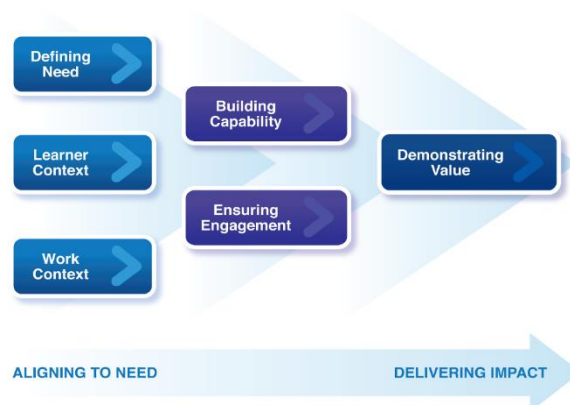 Defining
Need
Learner
Context
Work
Context
Building
Capability
Ensuring
Engagement
Demonstrating
Value
ALIGNING TO NEED
DELIVERING IMPACT